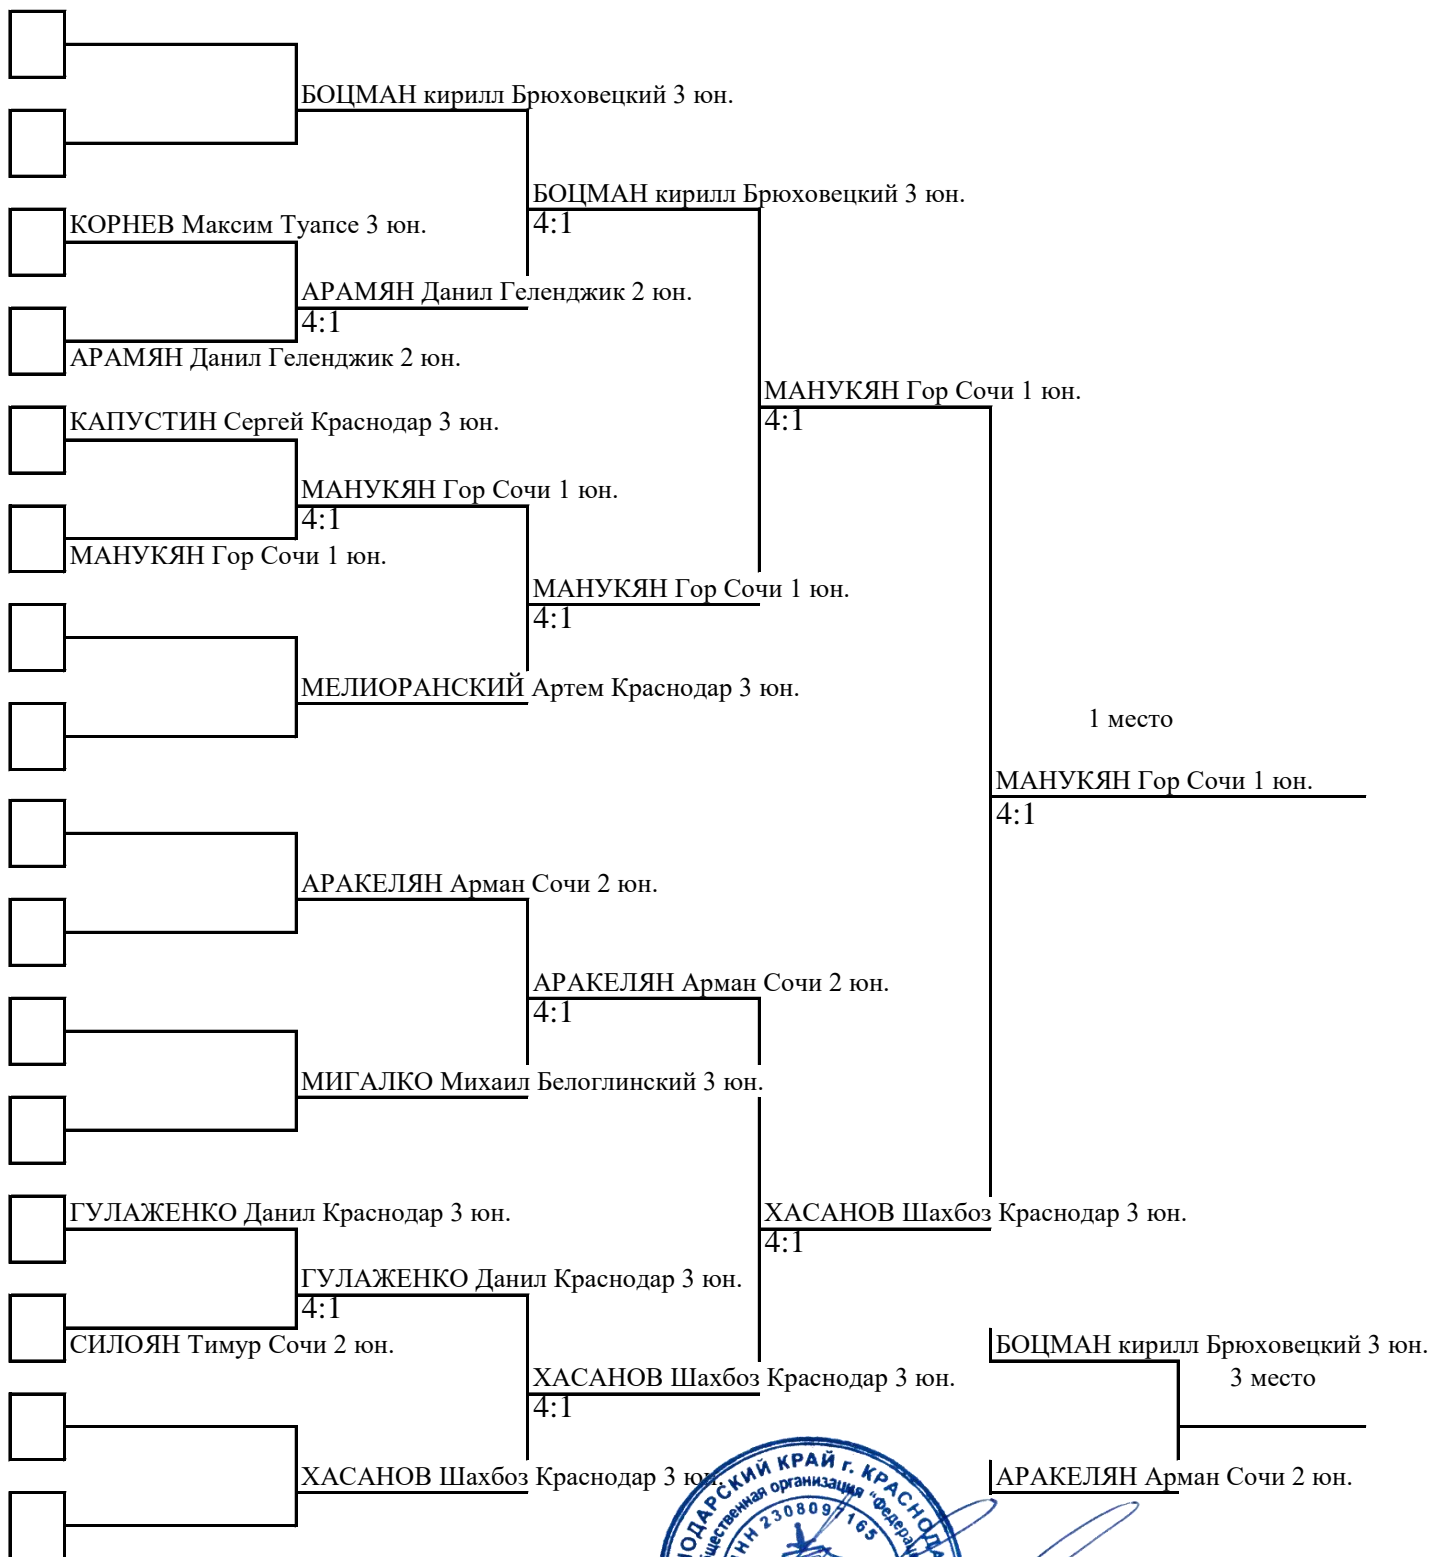 БОЦМАН кирилл Брюховецкий 3 юн.
БОЦМАН кирилл Брюховецкий 3 юн.
4:1
КОРНЕВ Максим Туапсе 3 юн.
АРАМЯН Данил Геленджик 2 юн.
4:1
АРАМЯН Данил Геленджик 2 юн.
МАНУКЯН Гор Сочи 1 юн.
4:1
КАПУСТИН Сергей Краснодар 3 юн.
МАНУКЯН Гор Сочи 1 юн.
4:1
МАНУКЯН Гор Сочи 1 юн.
МАНУКЯН Гор Сочи 1 юн.
4:1
МЕЛИОРАНСКИЙ Артем Краснодар 3 юн.
1 место
МАНУКЯН Гор Сочи 1 юн.
4:1
АРАКЕЛЯН Арман Сочи 2 юн.
АРАКЕЛЯН Арман Сочи 2 юн.
4:1
МИГАЛКО Михаил Белоглинский 3 юн.
ГУЛАЖЕНКО Данил Краснодар 3 юн.
ХАСАНОВ Шахбоз Краснодар 3 юн.
4:1
ГУЛАЖЕНКО Данил Краснодар 3 юн.
4:1
СИЛОЯН Тимур Сочи 2 юн.
БОЦМАН кирилл Брюховецкий 3 юн.
3 место
ХАСАНОВ Шахбоз Краснодар 3 юн.
4:1
ХАСАНОВ Шахбоз Краснодар 3 юн.
АРАКЕЛЯН Арман Сочи 2 юн.
КРАЙ г.
организация
ИНН 2308097165